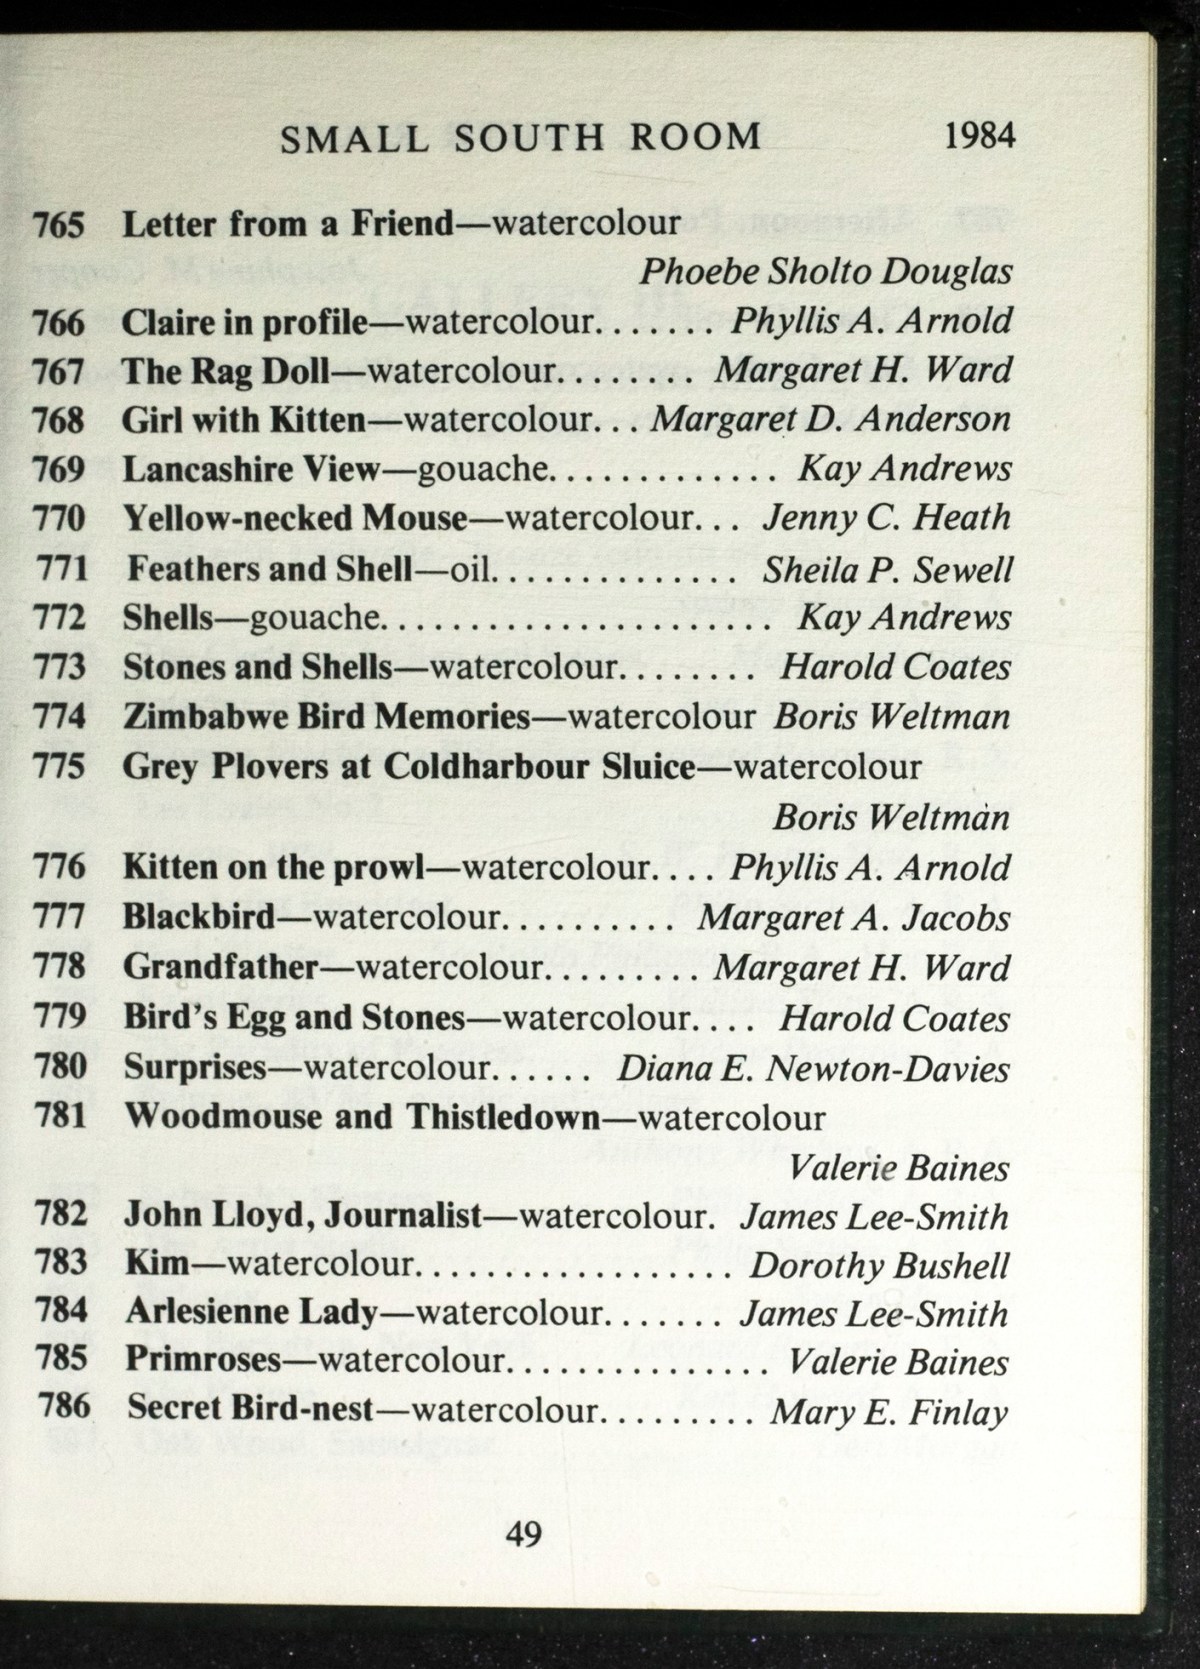 SMALL SOUTH ROOM 1984
765 Letter from a Friend—watercolour
Phoebe Sholto Douglas
766 Claire in profile—watercolour....... Phyllis A. Arnold
767 The Rag Doll—watercolour........ Margaret H. Ward
768 Girl with Kitten—watercolour... Margaret D. Anderson
769 Lancashire View—gouache............. Kay Andrews
770 Yellow-necked Mouse—watercolour... Jenny C. Heath
771 Feathers and Shell—oil.............. Sheila P. Sewell
772 Shells—gouache...................... Kay Andrews
773 Stones and Shells—watercolour........ Harold Coates
774 Zimbabwe Bird Memories—watercolour Boris Weltman
775 Grey Plovers at Coldharbour Sluice—watercolour
Boris Weltman
776 Kitten on the prowl—watercolour.... Phyllis A. Arnold
777 Blackbird—watercolour.......... Margaret A. Jacobs
778 Grandfather—watercolour......... Margaret H. Ward
779 Bird's Egg and Stones—watercolour.... Harold Coates
780 Surprises—watercolour...... Diana E. Newton-Davies
781 Woodmouse and Thistledown—watercolour
Valerie Baines
782 John Lloyd, Journalist—watercolour. James Lee-Smith
783 Kim—watercolour.................. Dorothy Bushell
784 Arlesienne Lady—watercolour....... James Lee-Smith
785 Primroses—watercolour............... Valerie Baines
786 Secret Bird-nest—watercolour......... Mary E. Finlay
49